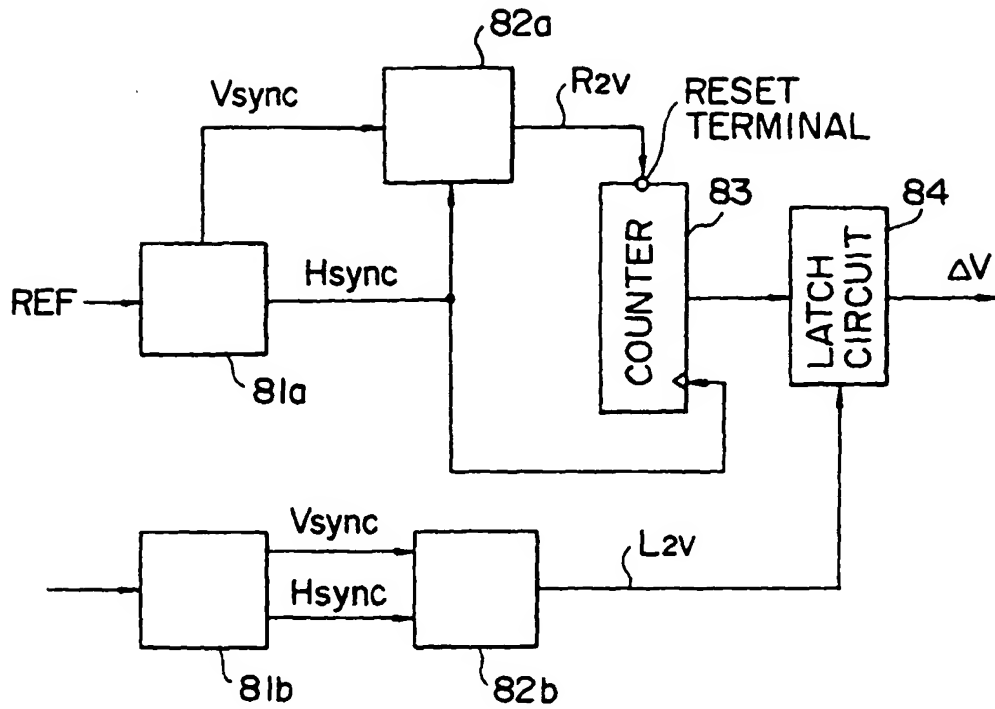 82a
Vsync
R2V
RESET
TERMINAL
83
84
COUNTER
LATCH
CIRCUIT
ΔV
REF
Hsync
81a
Vsync
Hsync
L2V
81b
82b